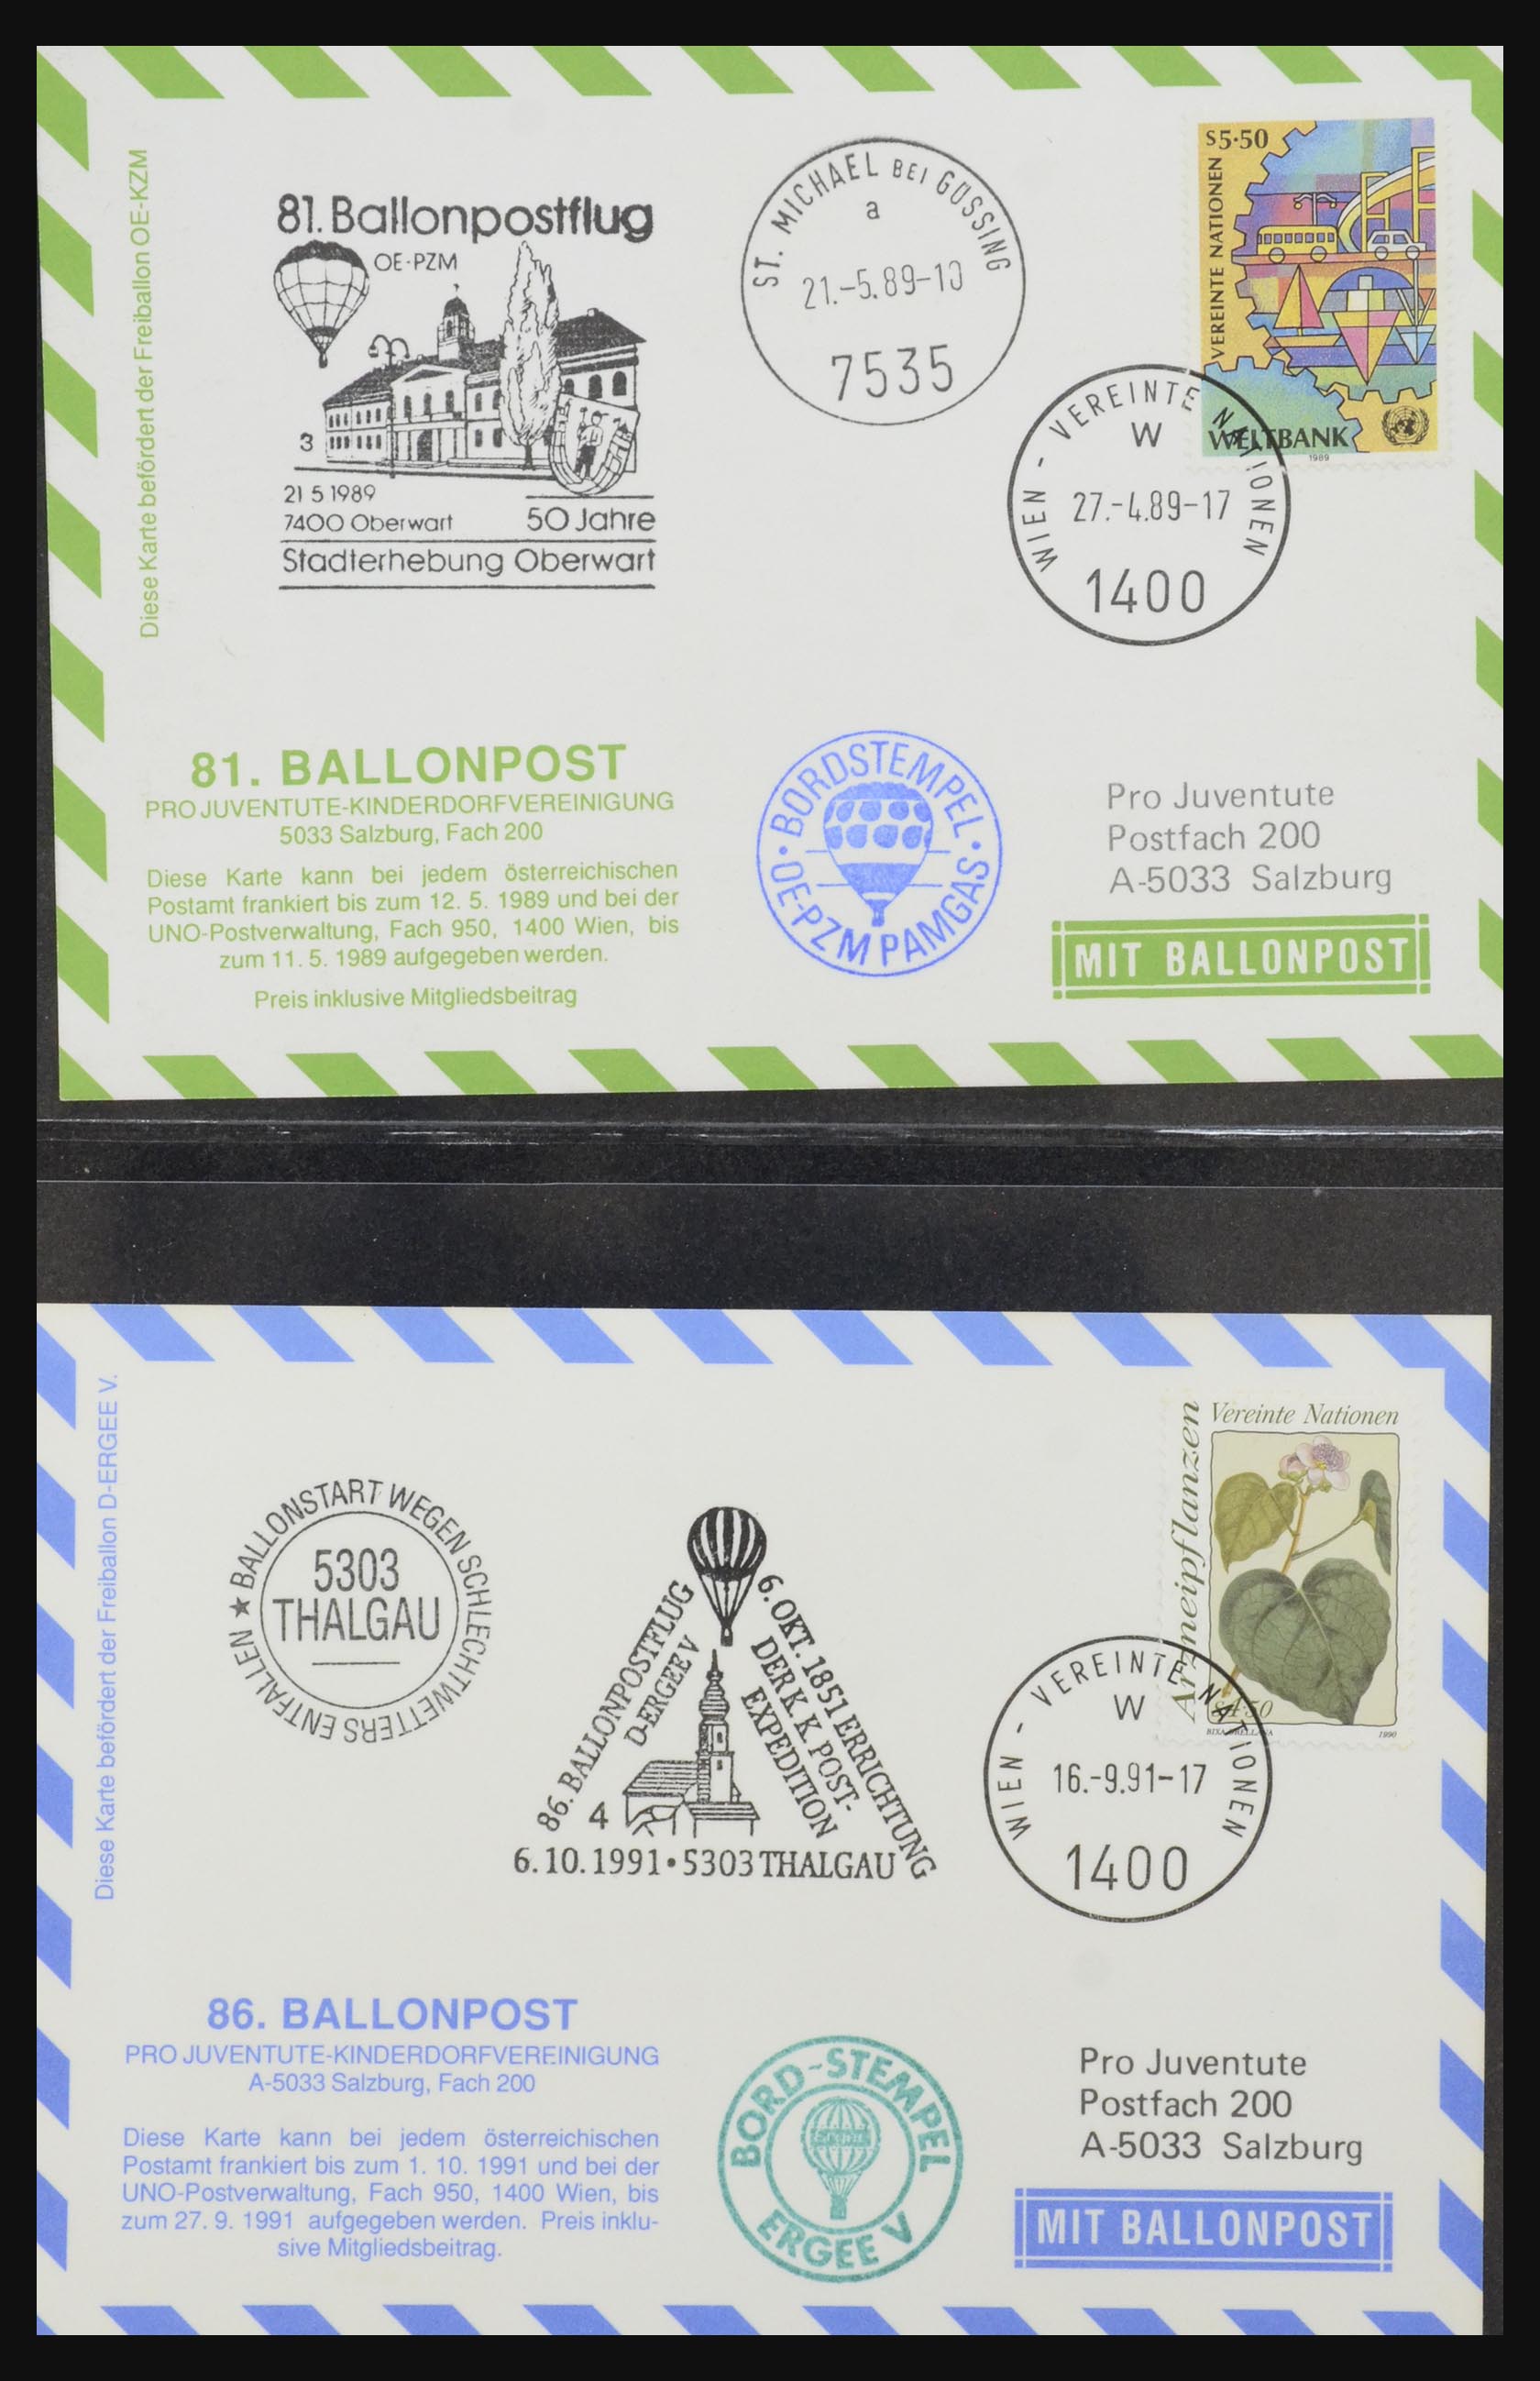 Diese Karte befördert der Freiballon OE-KZM
81. Ballonpostflug
OE-PZM
3
21 5 1989
7400 Oberwart
50 Jahre
Stadterhebung Oberwart
ST. MICHAEL BEI GÜSSING
a
21.-5.89-10
7535
S5·50
VEREINTE NATIONEN
WELTBANK
1989
WIEN - VEREINTE NATIONEN
W
27.-4.89-17
1400
81. BALLONPOST
PRO JUVENTUTE-KINDERDORFVEREINIGUNG
5033 Salzburg, Fach 200
Diese Karte kann bei jedem österreichischen
Postamt frankiert bis zum 12. 5. 1989 und bei der
UNO-Postverwaltung, Fach 950, 1400 Wien, bis
zum 11. 5. 1989 aufgegeben werden.
Preis inklusive Mitgliedsbeitrag
· BORDSTEMPEL ·
OE-PZM PAMGAS
Pro Juventute
Postfach 200
A-5033 Salzburg
MIT BALLONPOST
Diese Karte befördert der Freiballon D-ERGEE V.
★ BALLONSTART WEGEN SCHLECHTWETTERS ENTFALLEN
5303
THALGAU
86. BALLONPOSTFLUG
D-ERGEE V
6. OKT. 1851 ERRICHTUNG
DER K. K. POST-
EXPEDITION
4
6.10.1991 • 5303 THALGAU
Vereinte Nationen
Arzneipflanzen
S4·50
BIXA ORELLANA
1990
WIEN - VEREINTE NATIONEN
W
16.-9.91-17
1400
86. BALLONPOST
PRO JUVENTUTE-KINDERDORFVEREINIGUNG
A-5033 Salzburg, Fach 200
Diese Karte kann bei jedem österreichischen
Postamt frankiert bis zum 1. 10. 1991 und bei der
UNO-Postverwaltung, Fach 950, 1400 Wien, bis
zum 27. 9. 1991 aufgegeben werden. Preis inklu-
sive Mitgliedsbeitrag.
BORD-STEMPEL
ERGEE V
Pro Juventute
Postfach 200
A-5033 Salzburg
MIT BALLONPOST